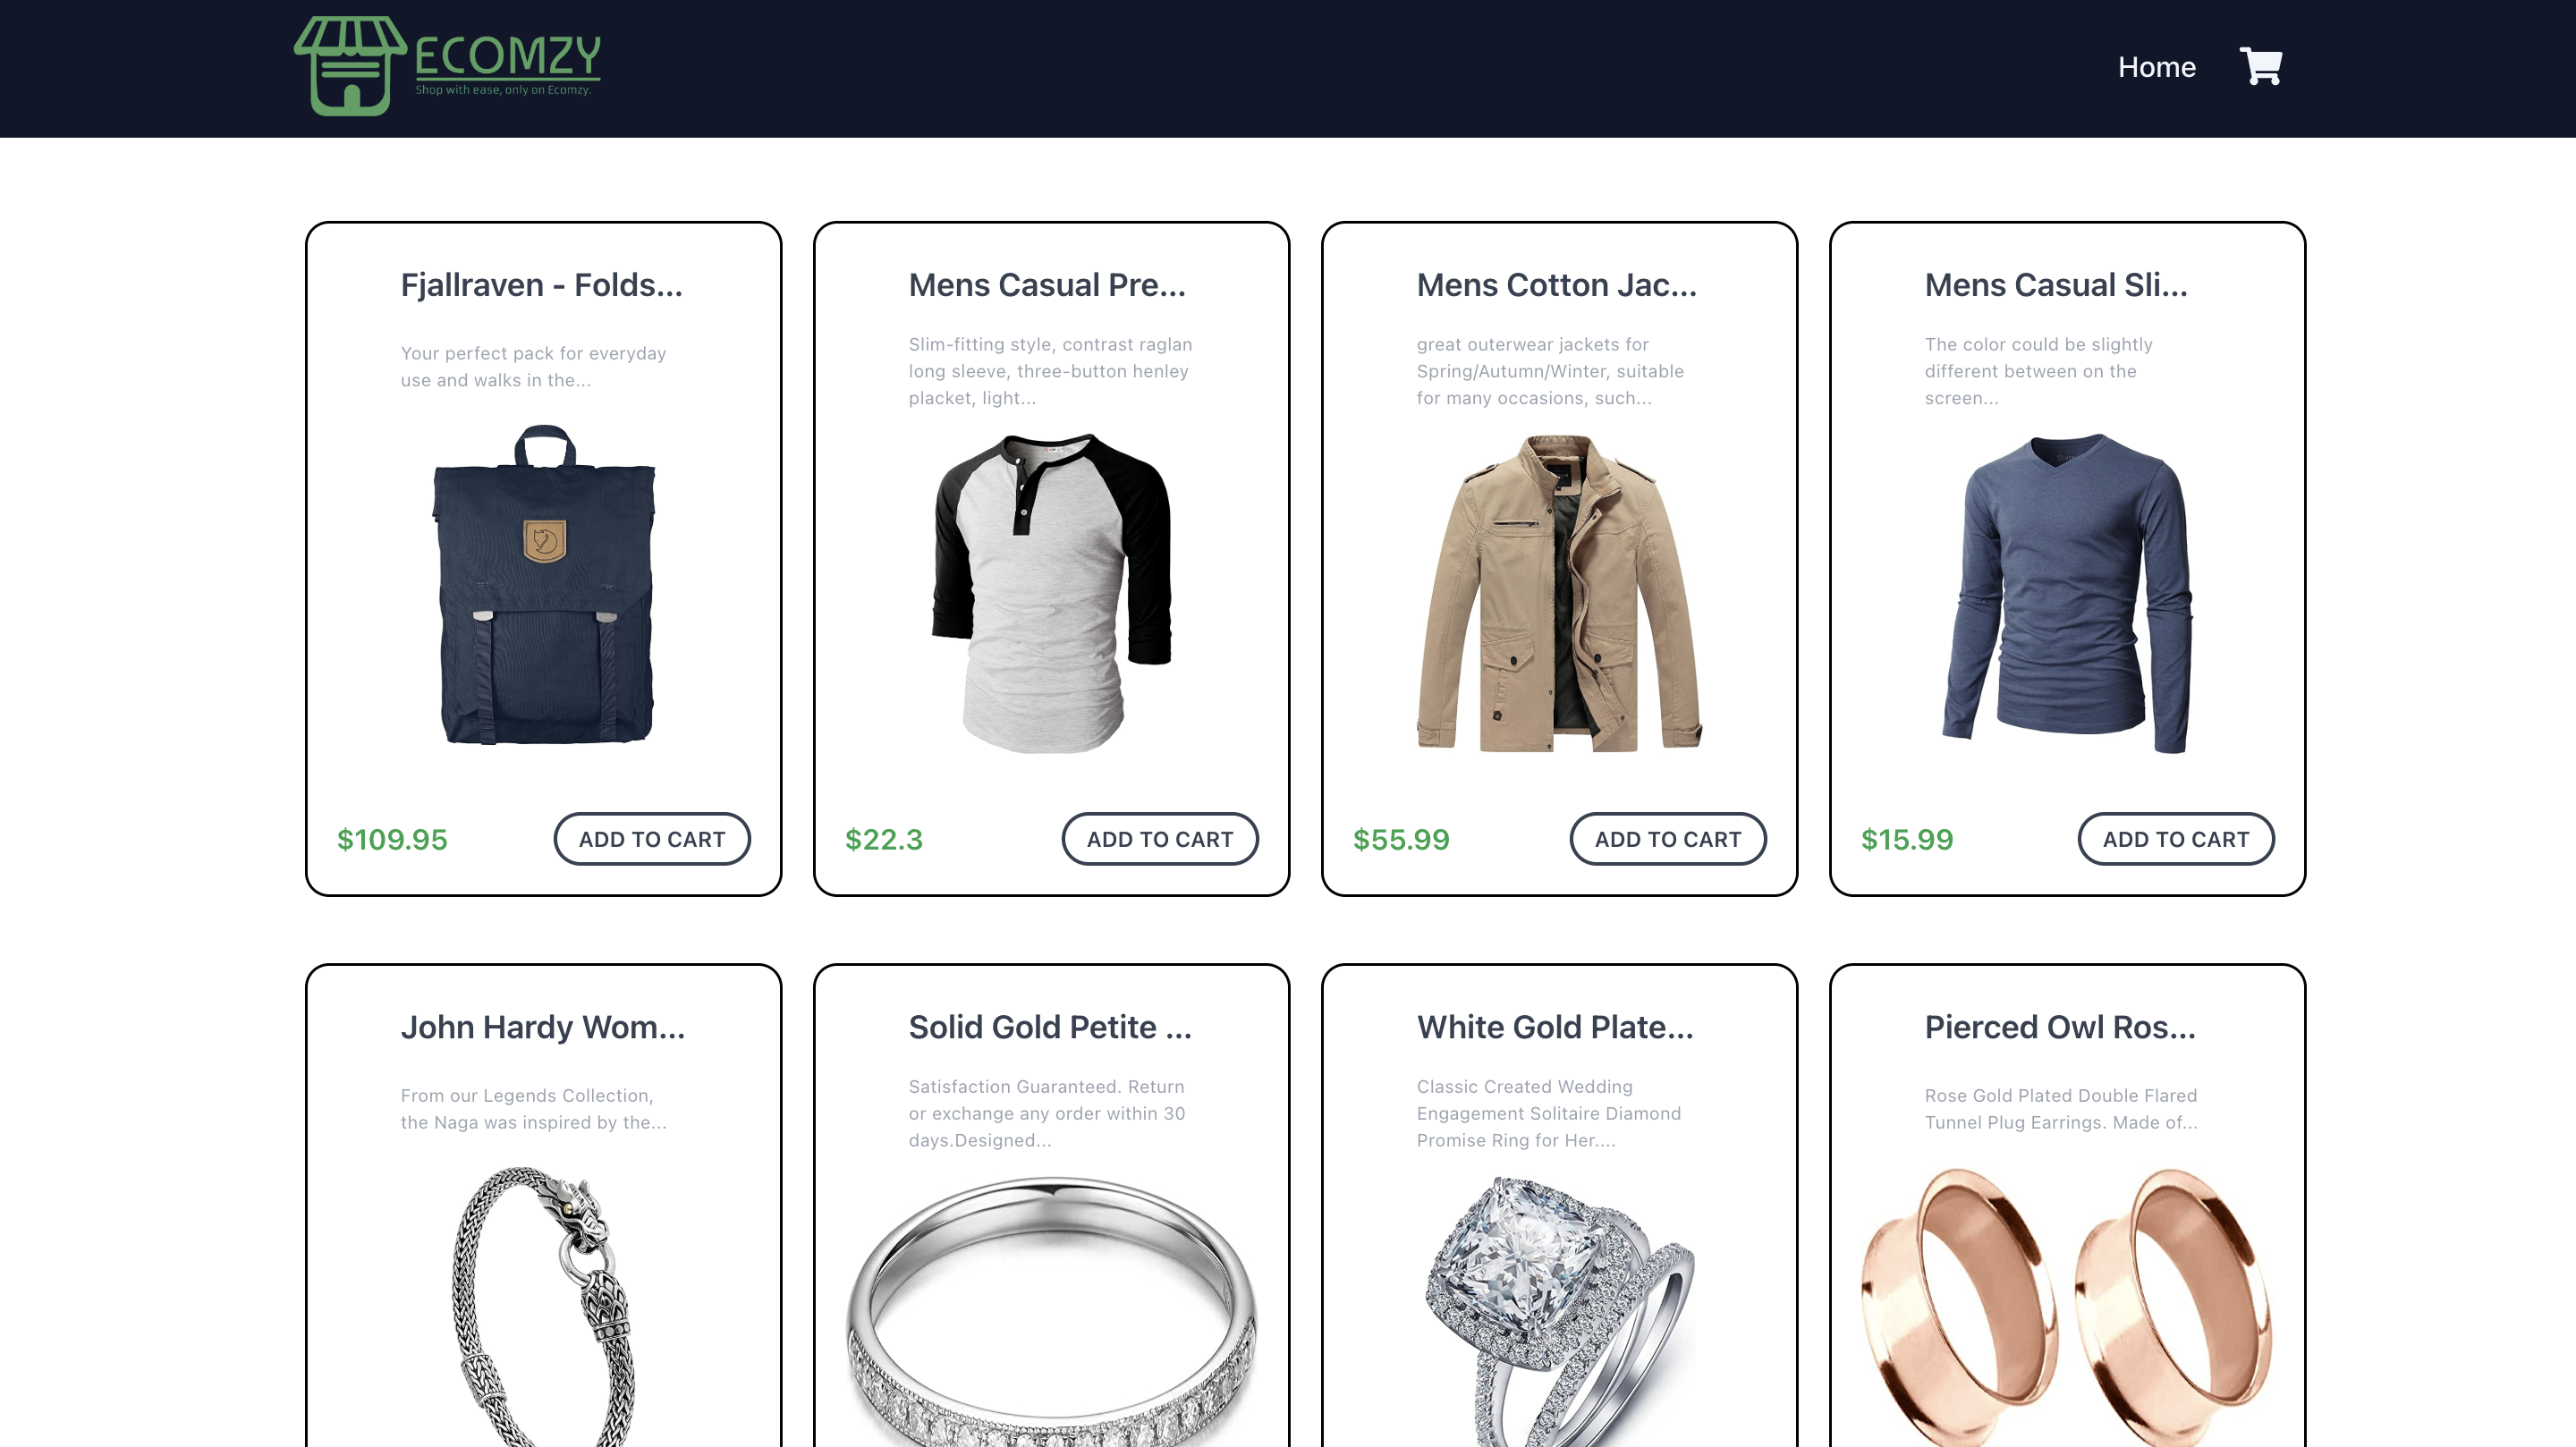 ECOMZY
Shop with ease, only on Ecomzy.
Home
Fjallraven - Folds...
Your perfect pack for everyday
use and walks in the...
$109.95
ADD TO CART
Mens Casual Pre...
Slim-fitting style, contrast raglan
long sleeve, three-button henley
placket, light...
$22.3
ADD TO CART
Mens Cotton Jac...
great outerwear jackets for
Spring/Autumn/Winter, suitable
for many occasions, such...
$55.99
ADD TO CART
Mens Casual Sli...
The color could be slightly
different between on the
screen...
$15.99
ADD TO CART
John Hardy Wom...
From our Legends Collection,
the Naga was inspired by the...
Solid Gold Petite ...
Satisfaction Guaranteed. Return
or exchange any order within 30
days.Designed...
White Gold Plate...
Classic Created Wedding
Engagement Solitaire Diamond
Promise Ring for Her....
Pierced Owl Ros...
Rose Gold Plated Double Flared
Tunnel Plug Earrings. Made of...